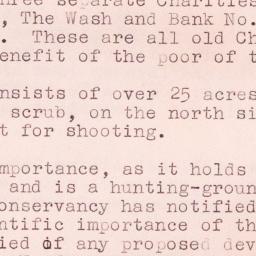 three separate Charities
, The Wash and Bank No.
. These are all old Ch
enefit of the poor of t
nsists of over 25 acres
scrub, on the north si
t for shooting.
mportance, as it holds
and is a hunting-groun
onservancy has notified
ntific importance of th
ied of any proposed dev